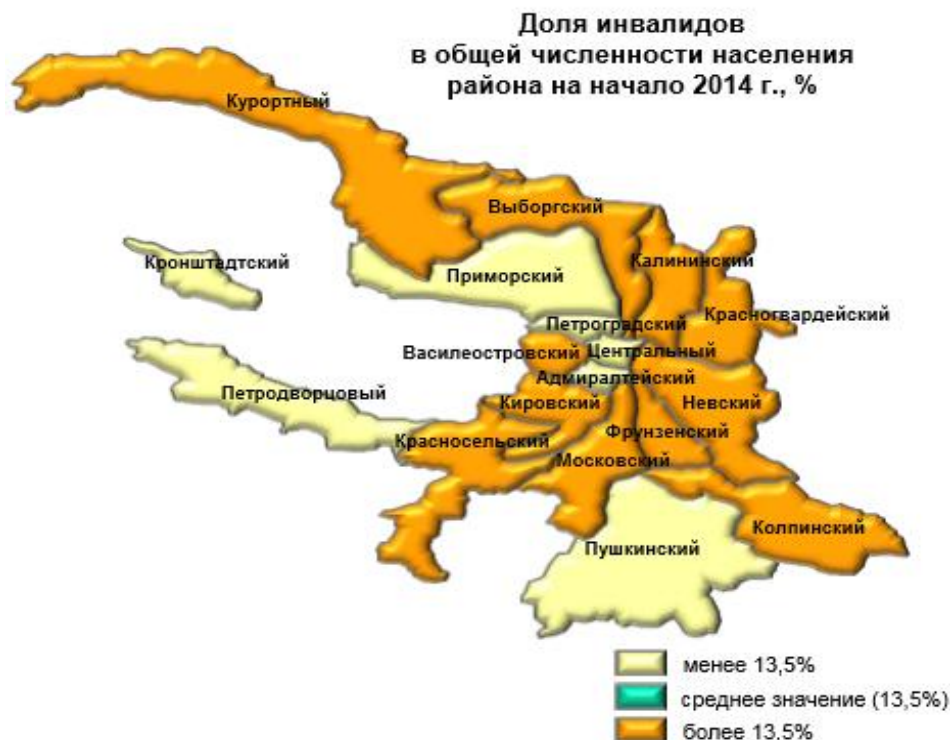 Доля инвалидов
в общей численности населения
района на начало 2014 г., %
Курортный
Выборгский
Кронштадтский
Калининский
Приморский
Красногвардейский
Петроградский
Василеостровский
Центральный
Адмиралтейский
Петродворцовый
Кировский
Невский
Фрунзенский
Красносельский
Московский
Колпинский
Пушкинский
менее 13,5%
среднее значение (13,5%)
более 13,5%